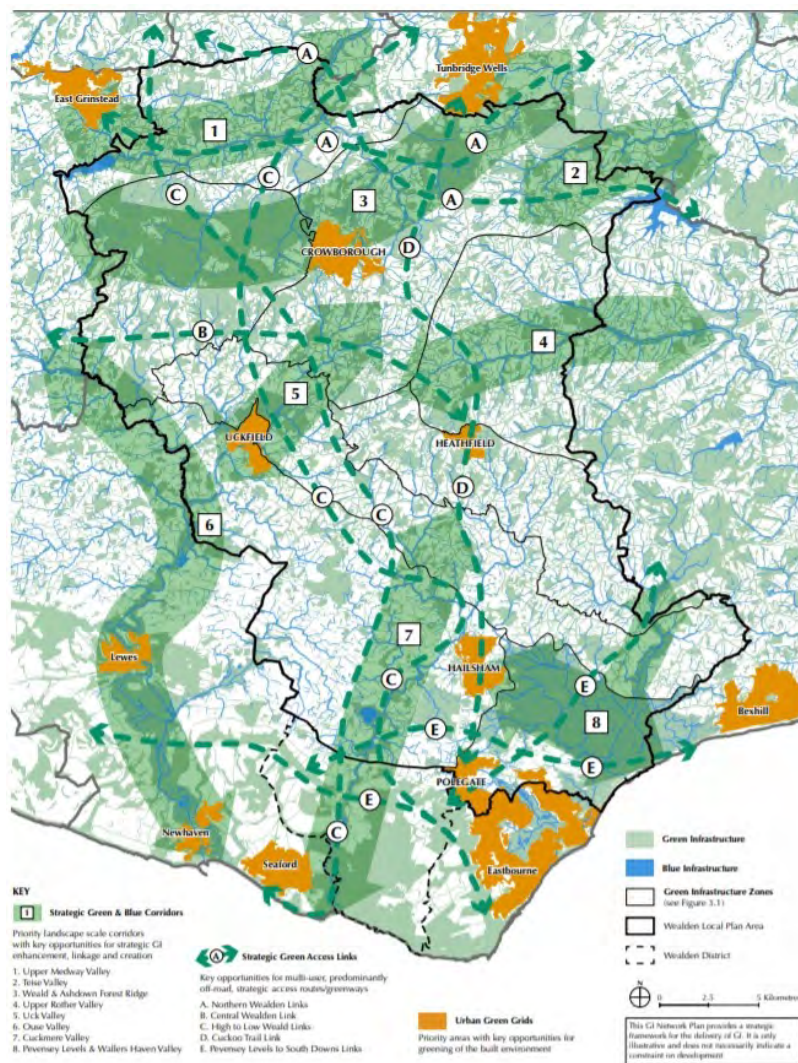 A
Tunbridge Wells
East Grinstead
1
A
A
2
C
C
3
A
D
CROWBOROUGH
B
4
5
UCKFIELD
HEATHFIELD
D
C
C
6
7
Lewes
HAILSHAM
C
E
8
Bexhill
E
E
POLEGATE
E
C
Newhaven
Seaford
Eastbourne
KEY
1 Strategic Green & Blue Corridors
Priority landscape scale corridors
with key opportunities for strategic GI
enhancement, linkage and creation
1. Upper Medway Valley
2. Teise Valley
3. Weald & Ashdown Forest Ridge
4. Upper Rother Valley
5. Uck Valley
6. Ouse Valley
7. Cuckmere Valley
8. Pevensey Levels & Wallers Haven Valley
A Strategic Green Access Links
Key opportunities for multi-user, predominantly
off-road, strategic access routes/greenways
A. Northern Wealden Links
B. Central Wealden Link
C. High to Low Weald Links
D. Cuckoo Trail Link
E. Pevensey Levels to South Downs Links
Urban Green Grids
Priority areas with key opportunities for
greening of the built environment
Green Infrastructure
Blue Infrastructure
Green Infrastructure Zones
(see Figure 3.1)
Wealden Local Plan Area
Wealden District
N
0 2.5 5 Kilometres
This GI Network Plan provides a strategic
framework for the delivery of GI. It is only
illustrative and does not necessarily indicate a
constraint on development